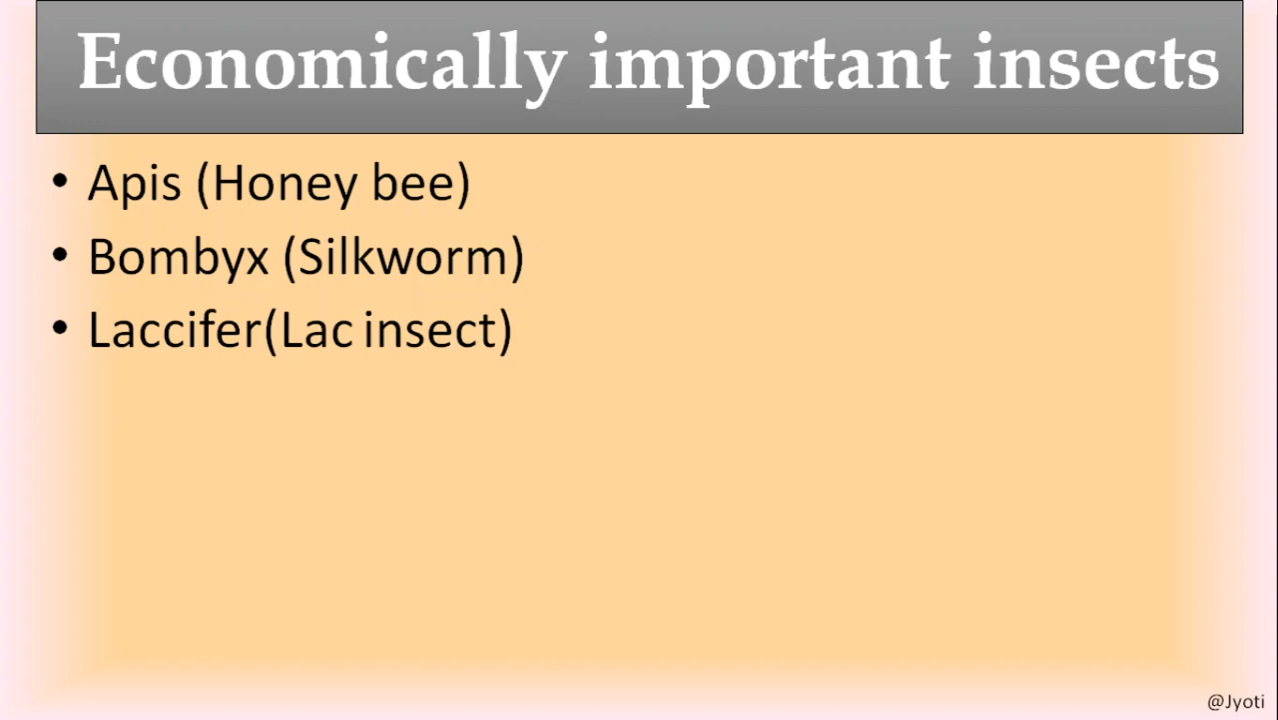 Economically important insects
• Apis (Honey bee)
• Bombyx (Silkworm)
• Laccifer(Lac insect)
@Jyoti